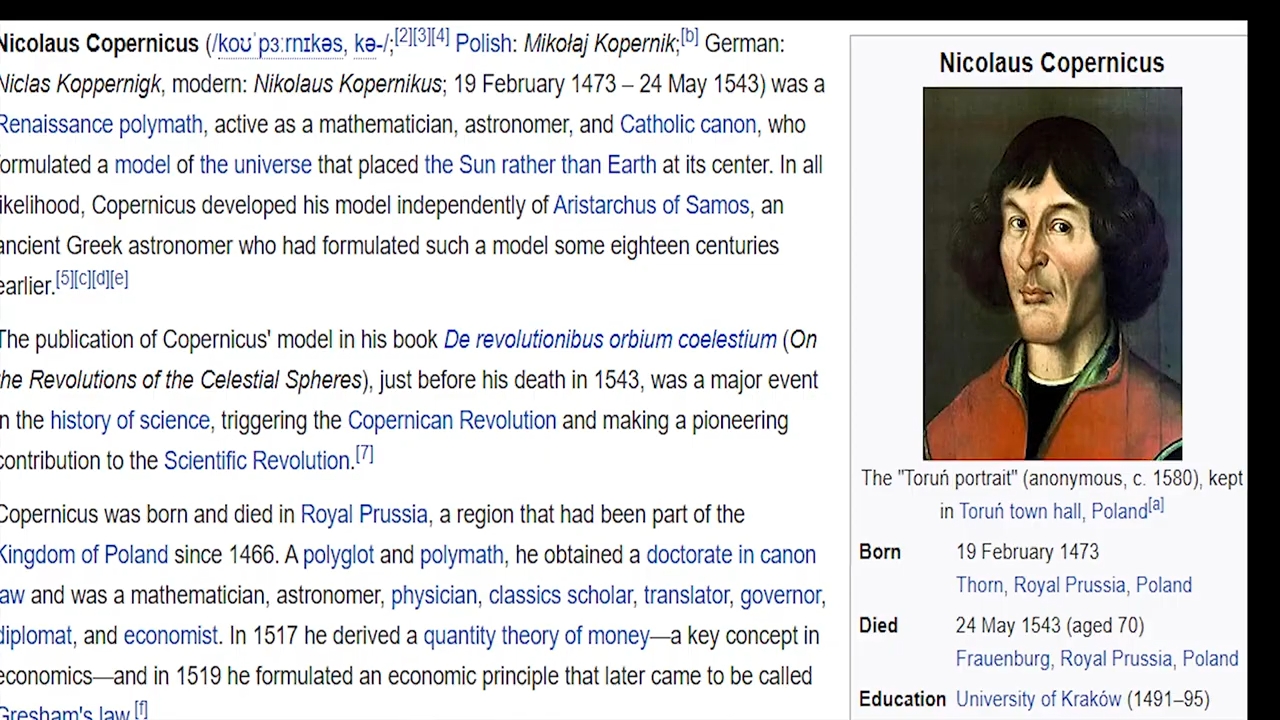 Nicolaus Copernicus (/koʊˈpɜːrnɪkəs, kə-/;[2][3][4] Polish: Mikołaj Kopernik;[b] German:
Niclas Koppernigk, modern: Nikolaus Kopernikus; 19 February 1473 – 24 May 1543) was a
Renaissance polymath, active as a mathematician, astronomer, and Catholic canon, who
formulated a model of the universe that placed the Sun rather than Earth at its center. In all
likelihood, Copernicus developed his model independently of Aristarchus of Samos, an
ancient Greek astronomer who had formulated such a model some eighteen centuries
earlier.[5][c][d][e]
The publication of Copernicus' model in his book De revolutionibus orbium coelestium (On
the Revolutions of the Celestial Spheres), just before his death in 1543, was a major event
in the history of science, triggering the Copernican Revolution and making a pioneering
contribution to the Scientific Revolution.[7]
Copernicus was born and died in Royal Prussia, a region that had been part of the
Kingdom of Poland since 1466. A polyglot and polymath, he obtained a doctorate in canon
law and was a mathematician, astronomer, physician, classics scholar, translator, governor,
diplomat, and economist. In 1517 he derived a quantity theory of money—a key concept in
economics—and in 1519 he formulated an economic principle that later came to be called
Gresham's law.[f]
Nicolaus Copernicus
The "Toruń portrait" (anonymous, c. 1580), kept
in Toruń town hall, Poland[a]
Born 19 February 1473
Thorn, Royal Prussia, Poland
Died 24 May 1543 (aged 70)
Frauenburg, Royal Prussia, Poland
Education University of Kraków (1491–95)